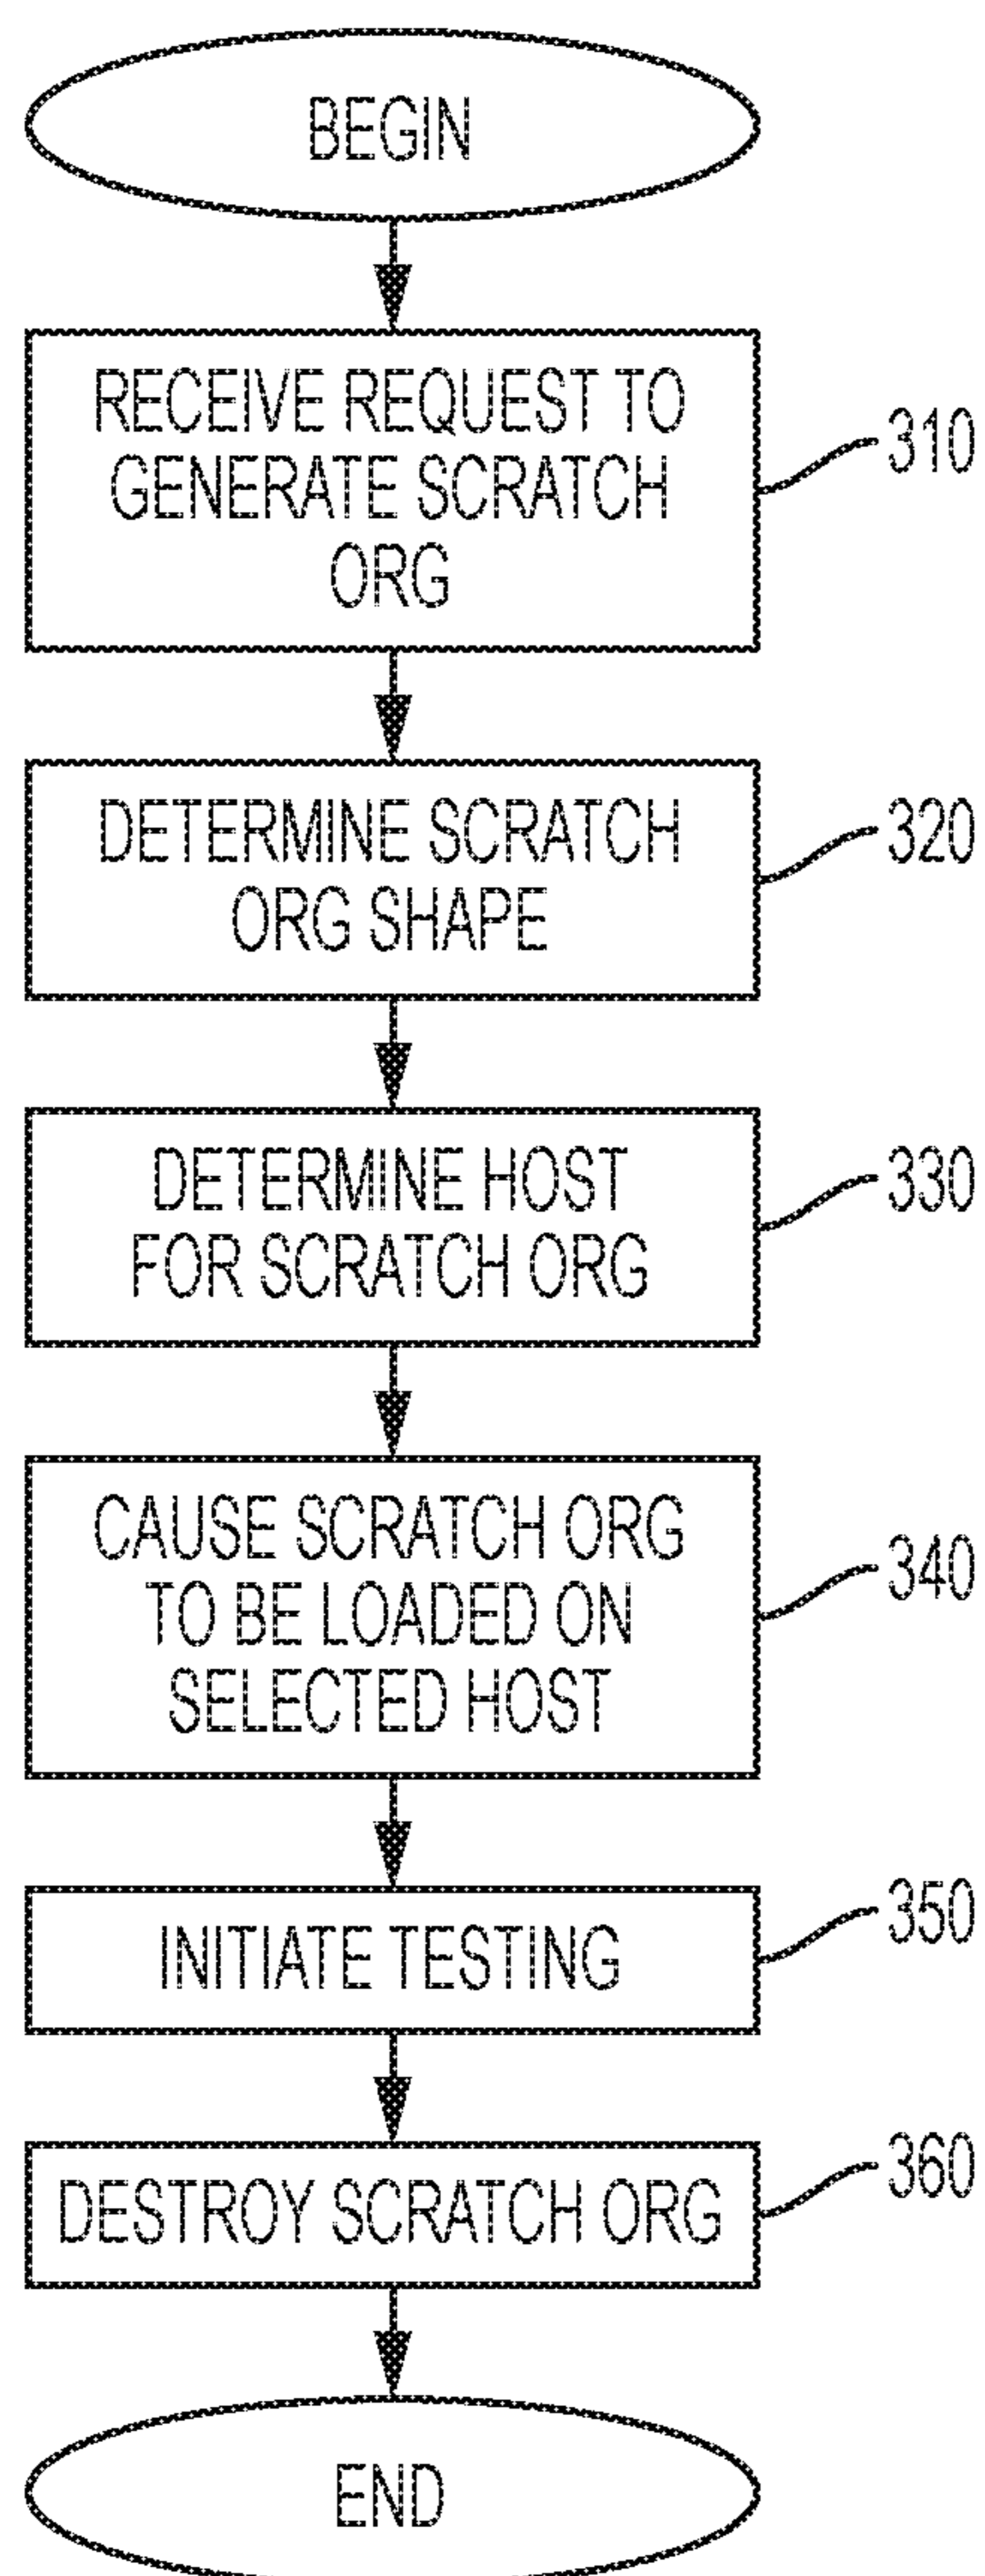 BEGIN
RECEIVE REQUEST TO
GENERATE SCRATCH
ORG
310
DETERMINE SCRATCH
ORG SHAPE
320
DETERMINE HOST
FOR SCRATCH ORG
330
CAUSE SCRATCH ORG
TO BE LOADED ON
SELECTED HOST
340
INITIATE TESTING
350
DESTROY SCRATCH ORG
360
END